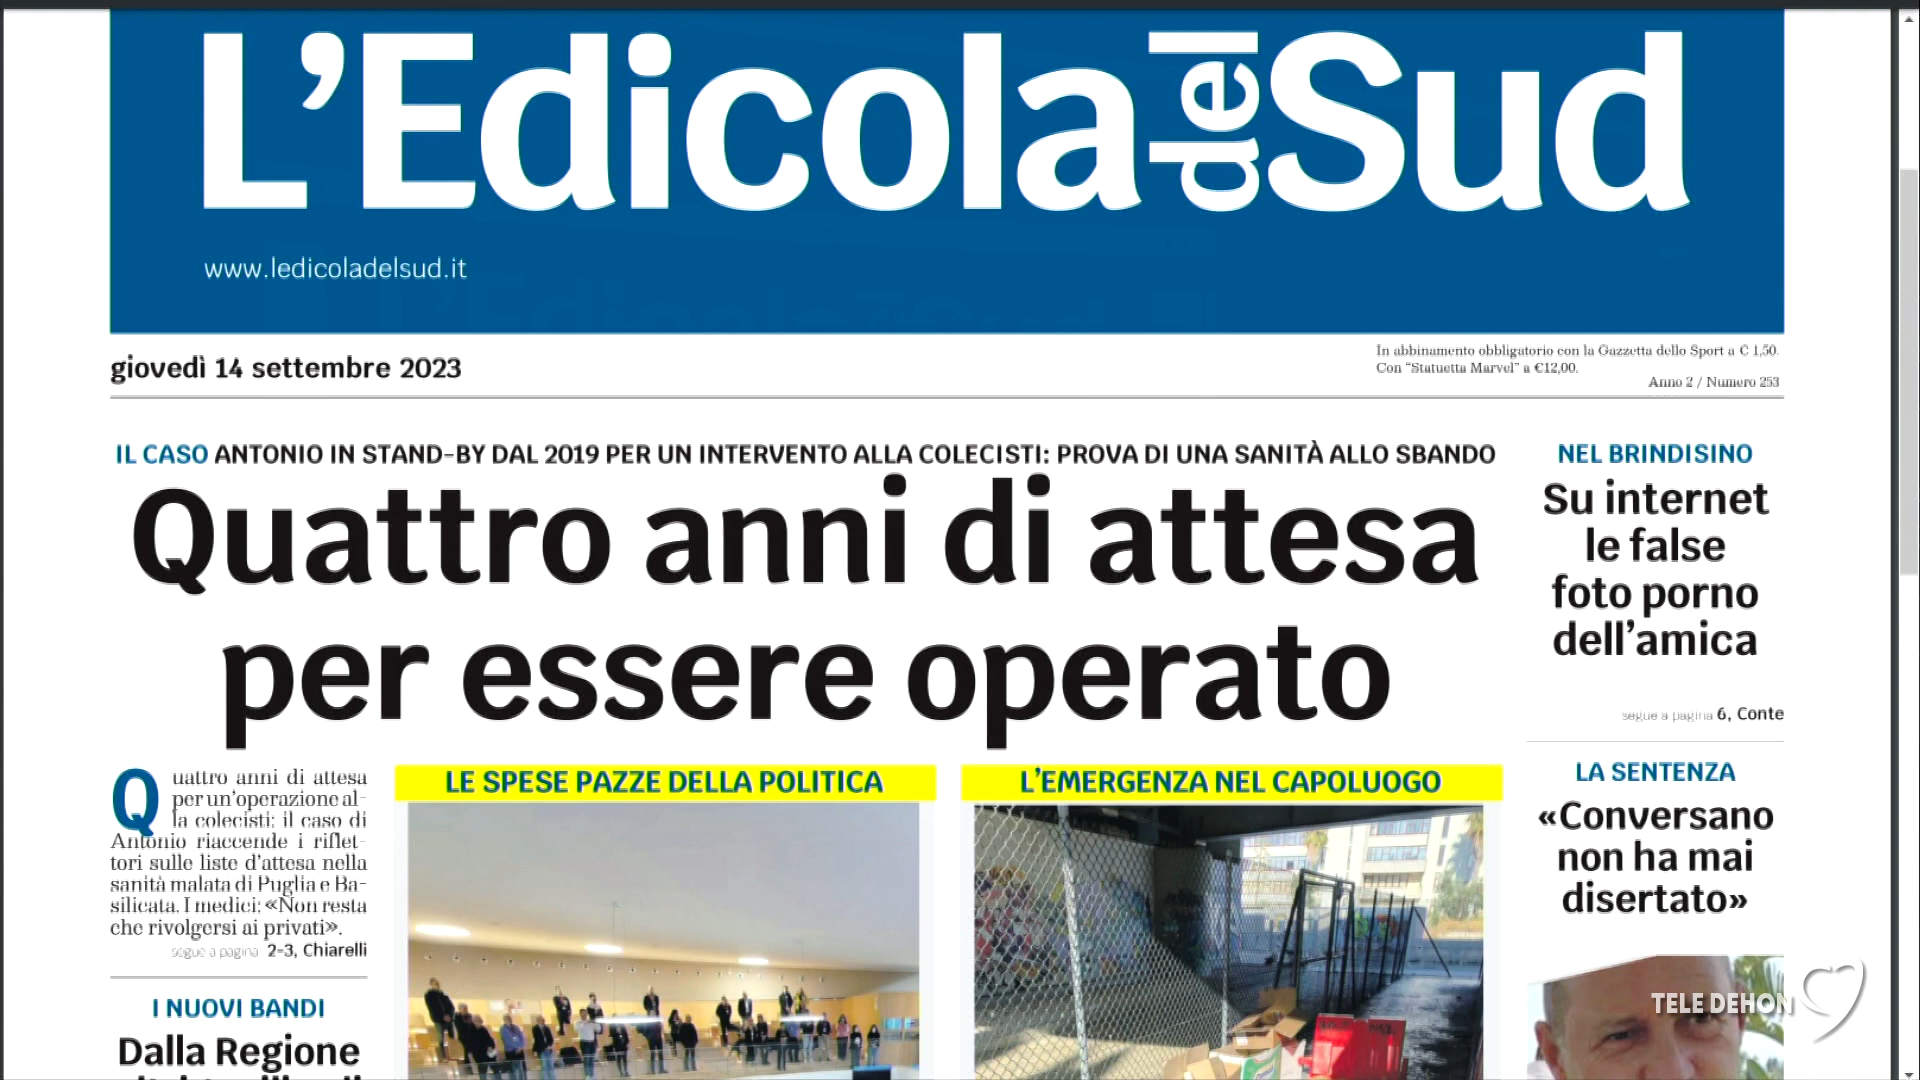 L'Edicola del Sud
www.ledicoladelsud.it
giovedì 14 settembre 2023
In abbinamento obbligatorio con la Gazzetta dello Sport a € 1,50.
Con “Statuetta Marvel” a €12,00.
Anno 2 / Numero 253
IL CASO ANTONIO IN STAND-BY DAL 2019 PER UN INTERVENTO ALLA COLECISTI: PROVA DI UNA SANITÀ ALLO SBANDO
Quattro anni di attesa
per essere operato
Quattro anni di attesa
per un'operazione al-
la colecisti: il caso di
Antonio riaccende i riflet-
tori sulle liste d'attesa nella
sanità malata di Puglia e Ba-
silicata. I medici: «Non resta
che rivolgersi ai privati».
segue a pagina 2-3, Chiarelli
I NUOVI BANDI
Dalla Regione
LE SPESE PAZZE DELLA POLITICA
L'EMERGENZA NEL CAPOLUOGO
NEL BRINDISINO
Su internet
le false
foto porno
dell'amica
segue a pagina 6, Conte
LA SENTENZA
«Conversano
non ha mai
disertato»
TELE DEHON